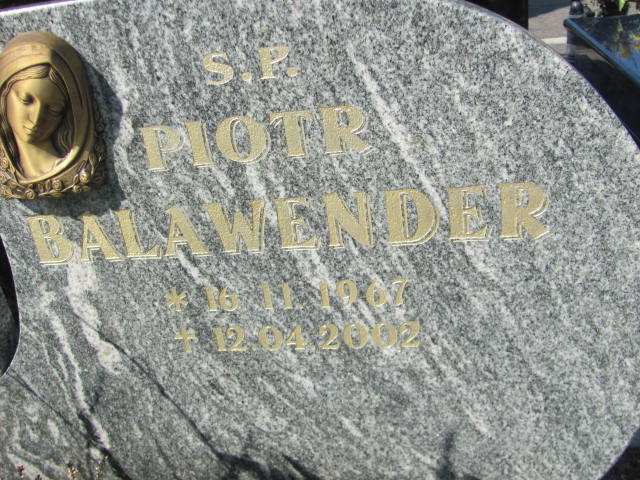 S.P.
PIOTR
BALAWENDER
* 16.11.1967
+ 12.04.2002